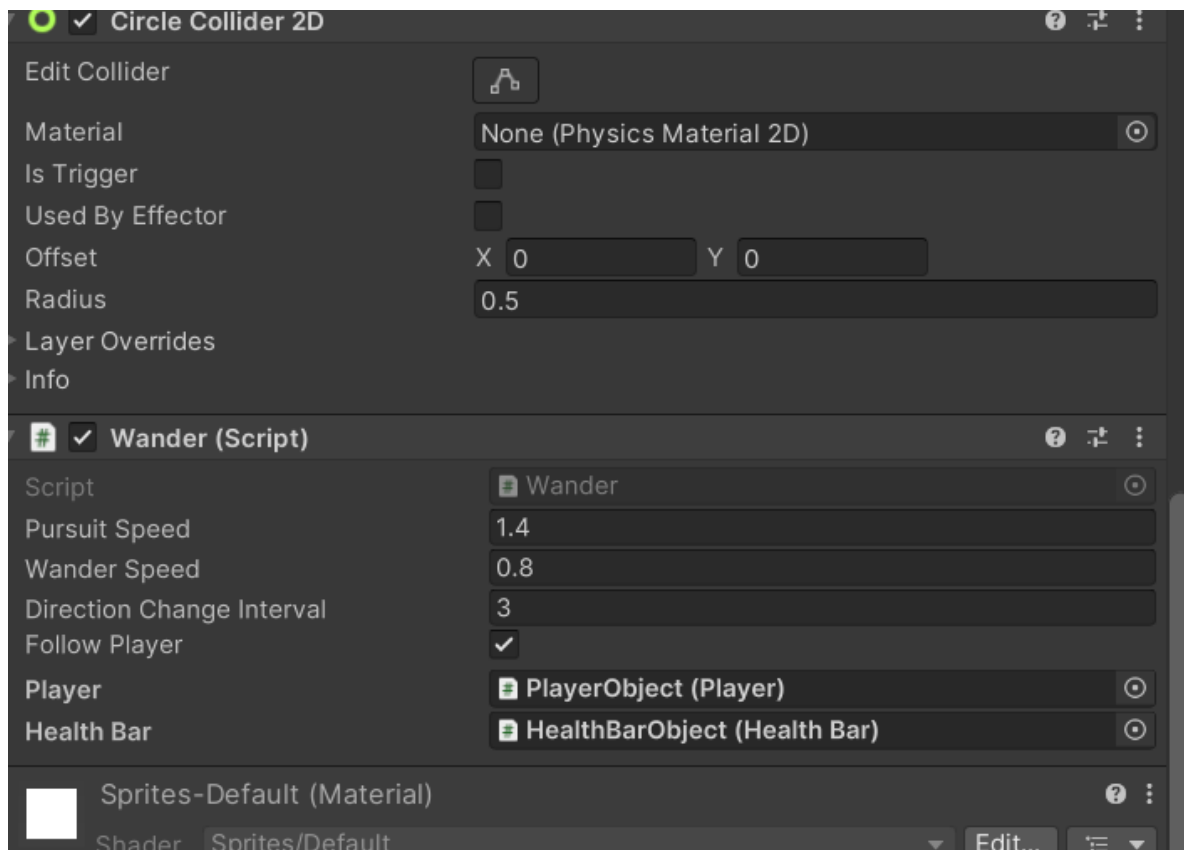 Circle Collider 2D
Edit Collider
Material None (Physics Material 2D)
Is Trigger
Used By Effector
Offset X 0 Y 0
Radius 0.5
Layer Overrides
Info
# Wander (Script)
Script # Wander
Pursuit Speed 1.4
Wander Speed 0.8
Direction Change Interval 3
Follow Player
Player # PlayerObject (Player)
Health Bar # HealthBarObject (Health Bar)
Sprites-Default (Material)
Shader Sprites/Default Edit...